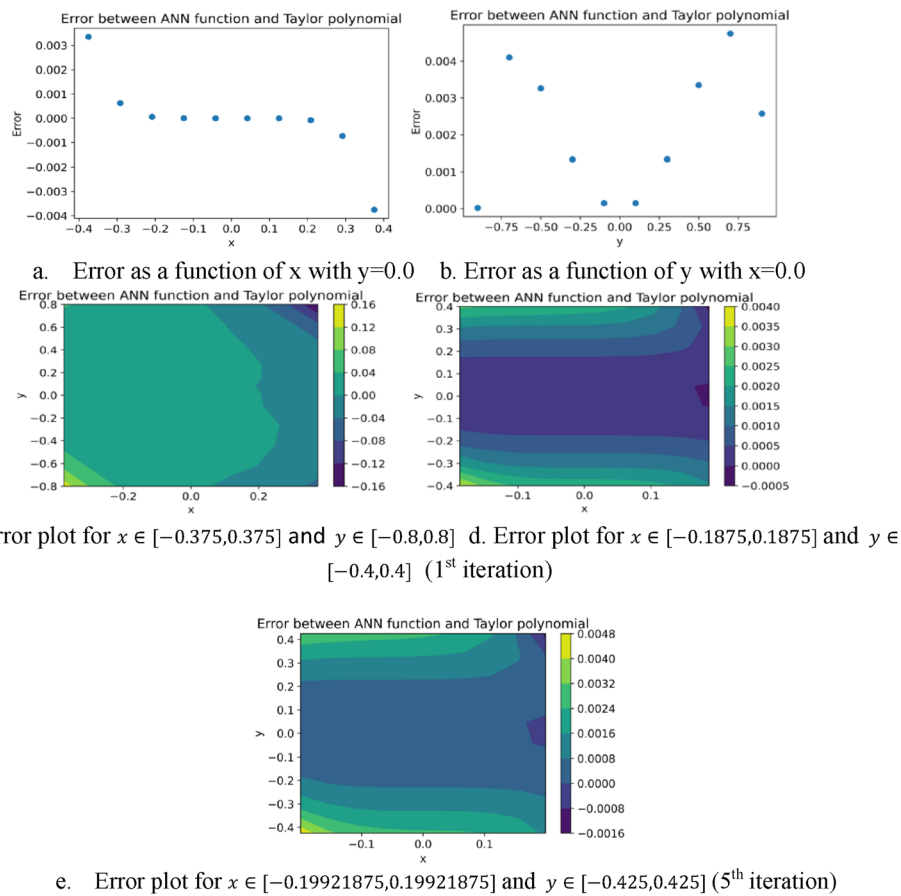 Error between ANN function and Taylor polynomial
0.003
0.002
0.001
0.000
−0.001
−0.002
−0.003
−0.004
Error
−0.4 −0.3 −0.2 −0.1 0.0 0.1 0.2 0.3 0.4
x
Error between ANN function and Taylor polynomial
0.004
0.003
0.002
0.001
0.000
Error
−0.75 −0.50 −0.25 0.00 0.25 0.50 0.75
y
a. Error as a function of x with y=0.0 b. Error as a function of y with x=0.0
Error between ANN function and Taylor polynomial
0.8
0.6
0.4
0.2
0.0
−0.2
−0.4
−0.6
−0.8
y
−0.2 0.0 0.2
x
0.16
0.12
0.08
0.04
0.00
−0.04
−0.08
−0.12
−0.16
Error between ANN function and Taylor polynomial
0.4
0.3
0.2
0.1
0.0
−0.1
−0.2
−0.3
−0.4
y
−0.1 0.0 0.1
x
0.0040
0.0035
0.0030
0.0025
0.0020
0.0015
0.0010
0.0005
0.0000
−0.0005
rror plot for x ∈ [−0.375,0.375] and y ∈ [−0.8,0.8] d. Error plot for x ∈ [−0.1875,0.1875] and y ∈
[−0.4,0.4] (1st iteration)
Error between ANN function and Taylor polynomial
0.4
0.3
0.2
0.1
0.0
−0.1
−0.2
−0.3
−0.4
y
−0.1 0.0 0.1
x
0.0048
0.0040
0.0032
0.0024
0.0016
0.0008
0.0000
−0.0008
−0.0016
e. Error plot for x ∈ [−0.19921875,0.19921875] and y ∈ [−0.425,0.425] (5th iteration)